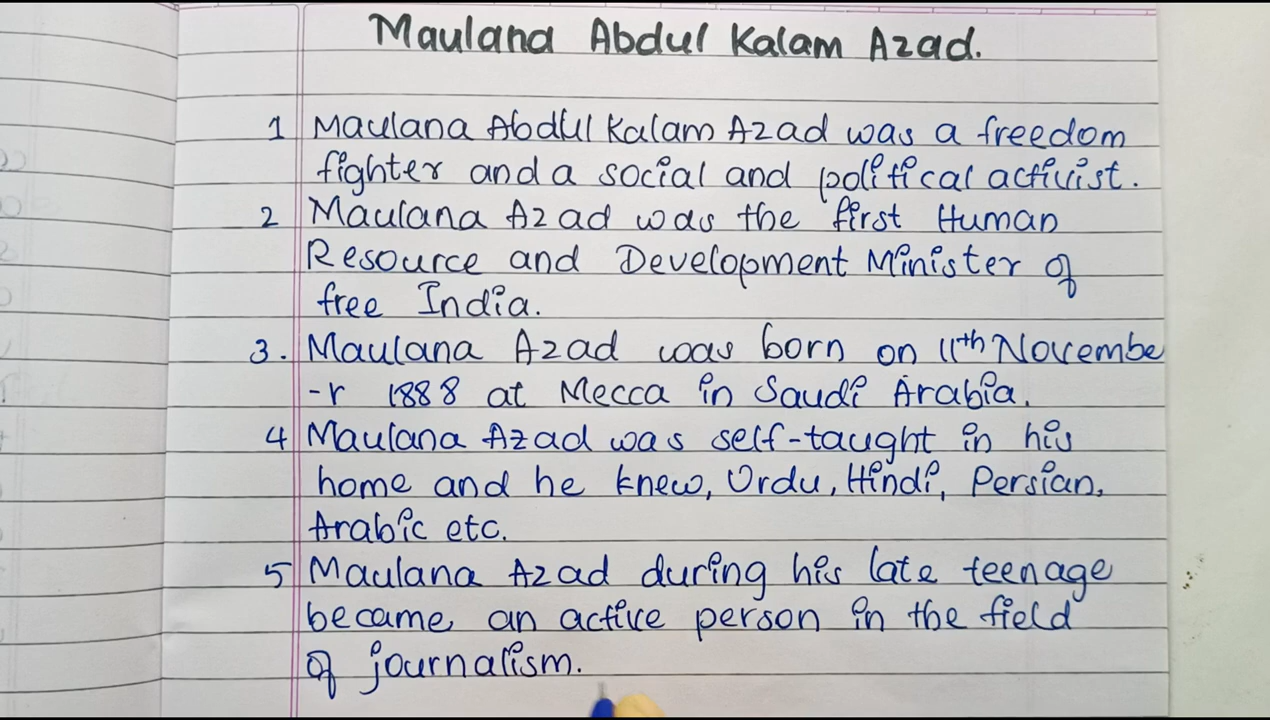 Maulana Abdul Kalam Azad.
1 Maulana Abdul Kalam Azad was a freedom
fighter and a social and political activist.
2 Maulana Azad was the first Human
Resource and Development Minister of
free India.
3. Maulana Azad was born on 11th Novembe
-r 1888 at Mecca in Saudi Arabia.
4 Maulana Azad was self-taught in his
home and he knew, Urdu, Hindi, Persian,
Arabic etc.
5 Maulana Azad during his late teenage
became an active person in the field
of journalism.